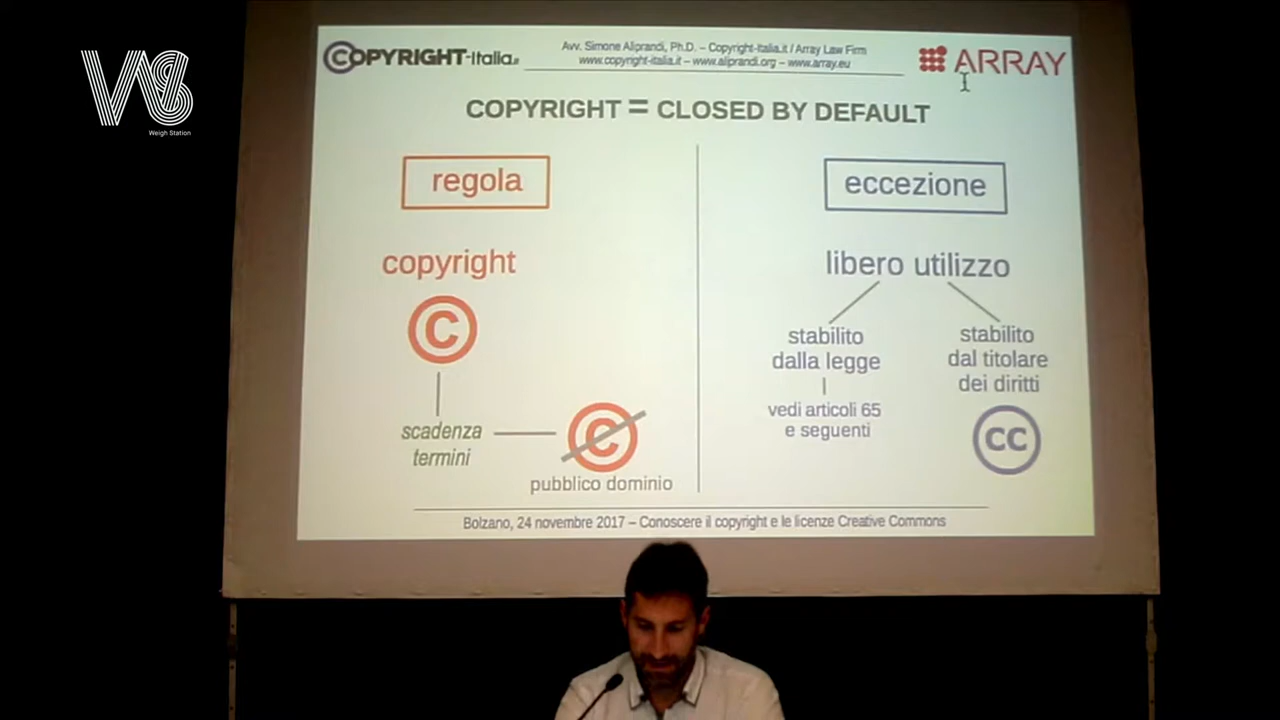 WS
Weigh Station
COPYRIGHT-Italia.it
Avv. Simone Aliprandi, Ph.D. – Copyright-Italia.it / Array Law Firm
www.copyright-italia.it – www.aliprandi.org – www.array.eu
ARRAY
COPYRIGHT = CLOSED BY DEFAULT
regola
copyright
C
scadenza
termini
C
pubblico dominio
eccezione
libero utilizzo
stabilito
dalla legge
vedi articoli 65
e seguenti
stabilito
dal titolare
dei diritti
CC
Bolzano, 24 novembre 2017 – Conoscere il copyright e le licenze Creative Commons